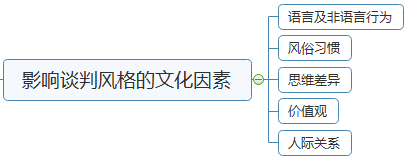 影响谈判风格的文化因素
语言及非语言行为
风俗习惯
思维差异
价值观
人际关系